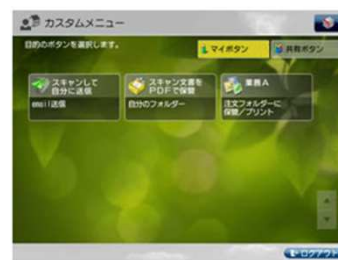 カスタムメニュー
目的のボタンを選択します。
マイボタン
共有ボタン
スキャンして
自分に送信
email送信
スキャン文書を
PDFで保管
自分のフォルダー
業務A
注文フォルダーに
保管/プリント
ログアウト